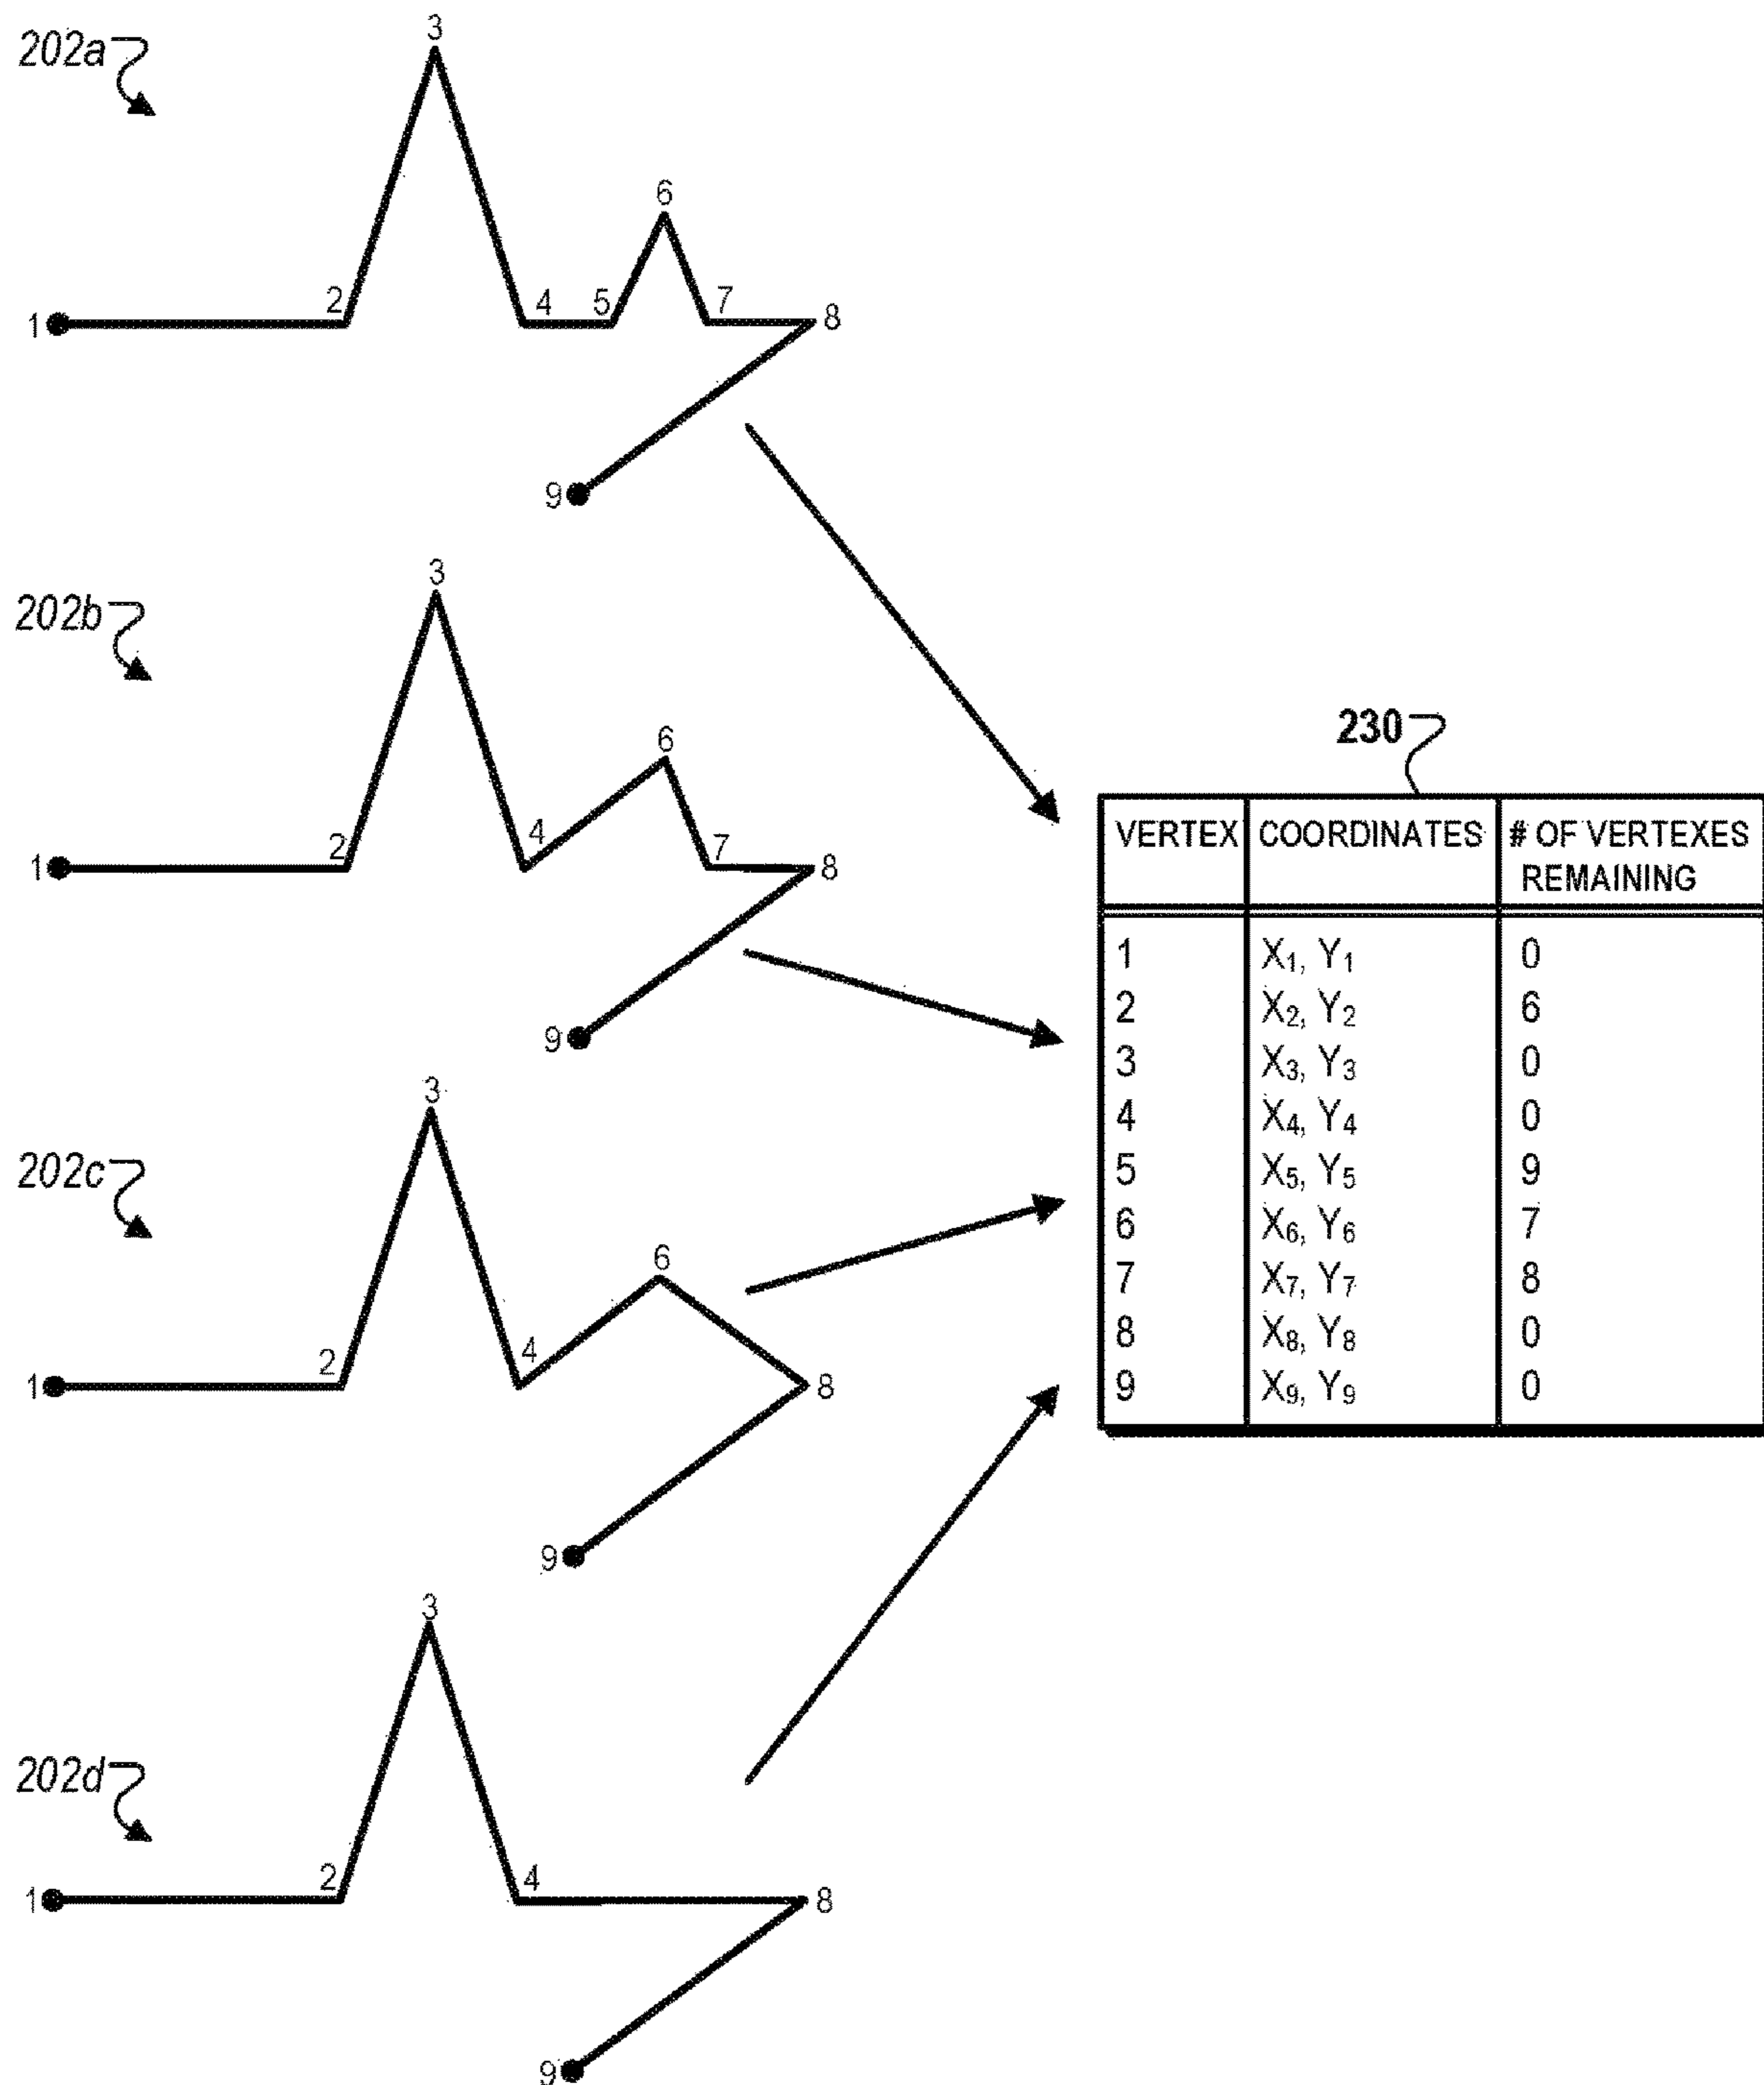 202a
3
6
1
2
4
5
7
8
9
202b
3
6
1
2
4
7
8
9
202c
3
6
1
2
4
8
9
202d
3
1
2
4
8
9
230
VERTEX COORDINATES # OF VERTEXES
REMAINING
1 X₁, Y₁ 0
2 X₂, Y₂ 6
3 X₃, Y₃ 0
4 X₄, Y₄ 0
5 X₅, Y₅ 9
6 X₆, Y₆ 7
7 X₇, Y₇ 8
8 X₈, Y₈ 0
9 X₉, Y₉ 0